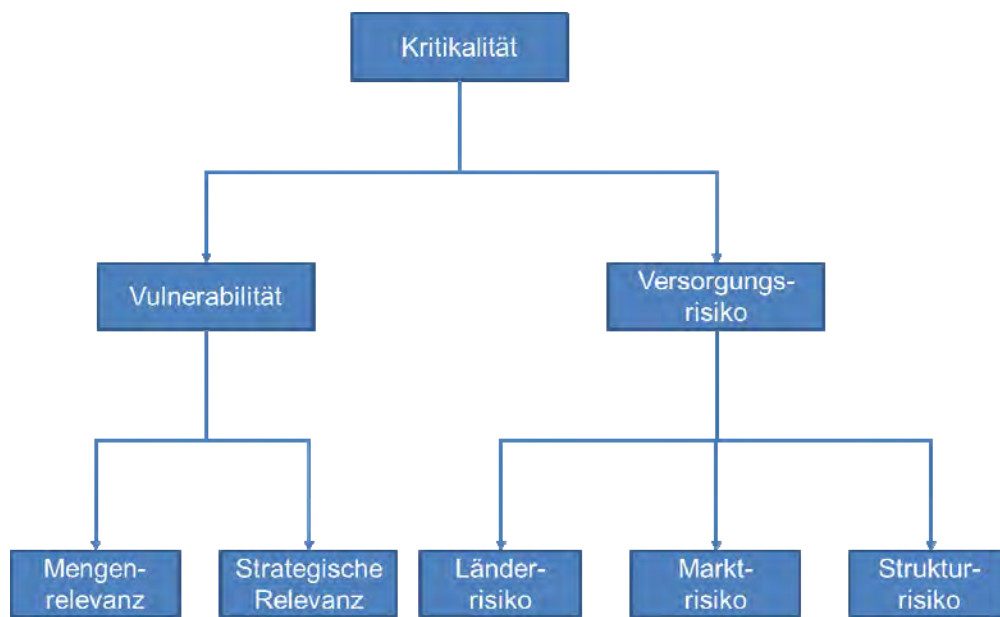 Kritikalität
Vulnerabilität
Versorgungs-
risiko
Mengen-
relevanz
Strategische
Relevanz
Länder-
risiko
Markt-
risiko
Struktur-
risiko